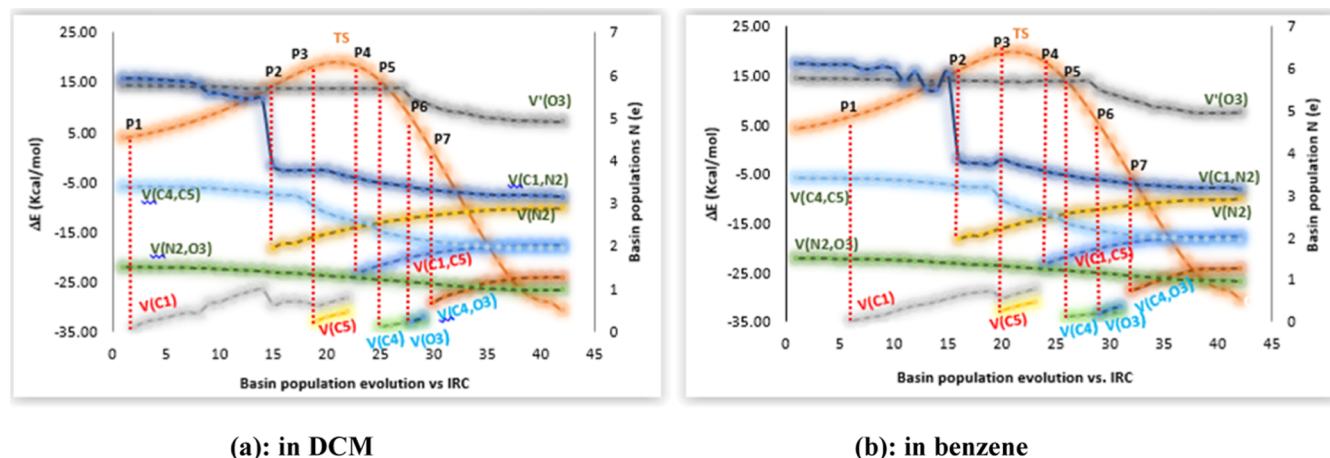 25.00
15.00
5.00
-5.00
-15.00
-25.00
-35.00
ΔE (Kcal/mol)
7
6
5
4
3
2
1
0
Basin populations N (e)
TS
P1
P2
P3
P4
P5
P6
P7
V'(O3)
V(C4,C5)
V(C1,N2)
V(N2)
V(N2,O3)
V(C1,C5)
V(C1)
V(C5)
V(C4)
V(O3)
V(C4,O3)
0 5 10 15 20 25 30 35 40 45
Basin population evolution vs IRC
(a): in DCM
25.00
15.00
5.00
-5.00
-15.00
-25.00
-35.00
ΔE (Kcal/mol)
7
6
5
4
3
2
1
0
Basin populations N (e)
TS
P1
P2
P3
P4
P5
P6
P7
V'(O3)
V(C4,C5)
V(C1,N2)
V(N2)
V(N2,O3)
V(C1,C5)
V(C1)
V(C5)
V(C4)
V(O3)
V(C4,O3)
0 5 10 15 20 25 30 35 40 45
Basin population evolution vs. IRC
(b): in benzene